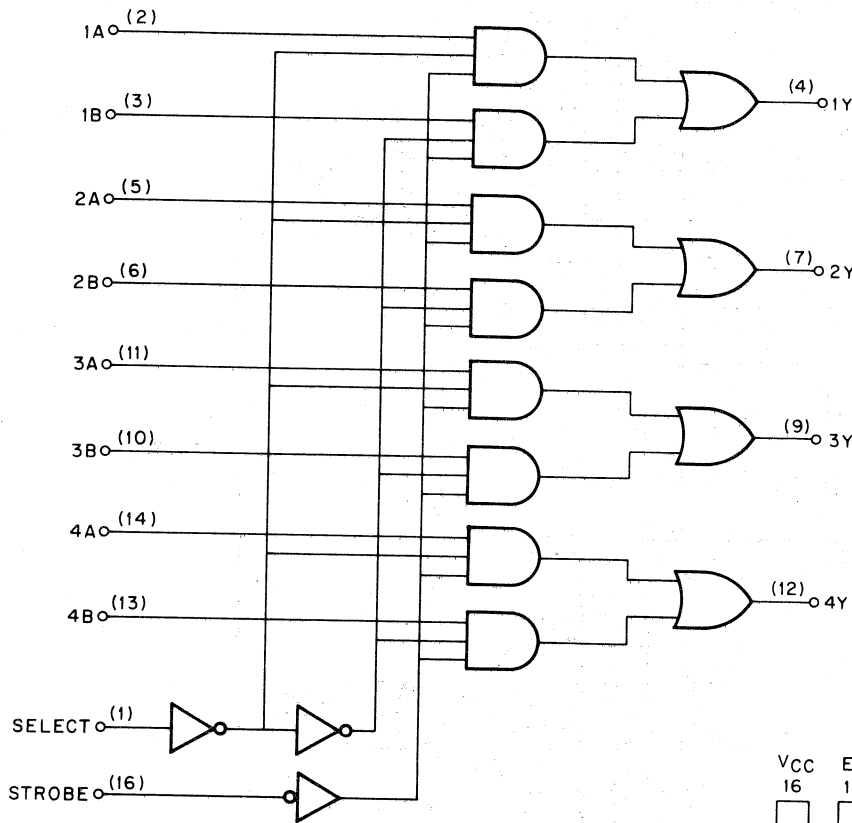 1A (2)
1B (3)
(4) 1Y
2A (5)
2B (6)
(7) 2Y
3A (11)
3B (10)
(9) 3Y
4A (14)
4B (13)
(12) 4Y
SELECT (1)
STROBE (16)
VCC E
16 1